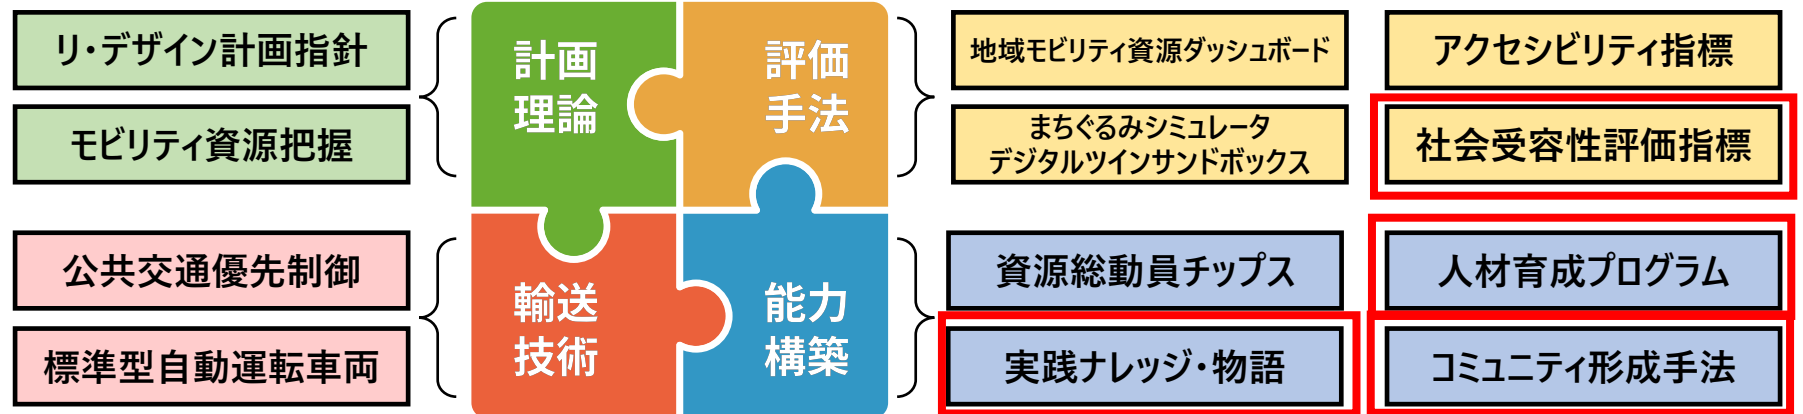 リ・デザイン計画指針
モビリティ資源把握
計画
理論
評価
手法
地域モビリティ資源ダッシュボード
まちぐるみシミュレータ
デジタルツインサンドボックス
アクセシビリティ指標
社会受容性評価指標
公共交通優先制御
標準型自動運転車両
輸送
技術
能力
構築
資源総動員チップス
実践ナレッジ・物語
人材育成プログラム
コミュニティ形成手法